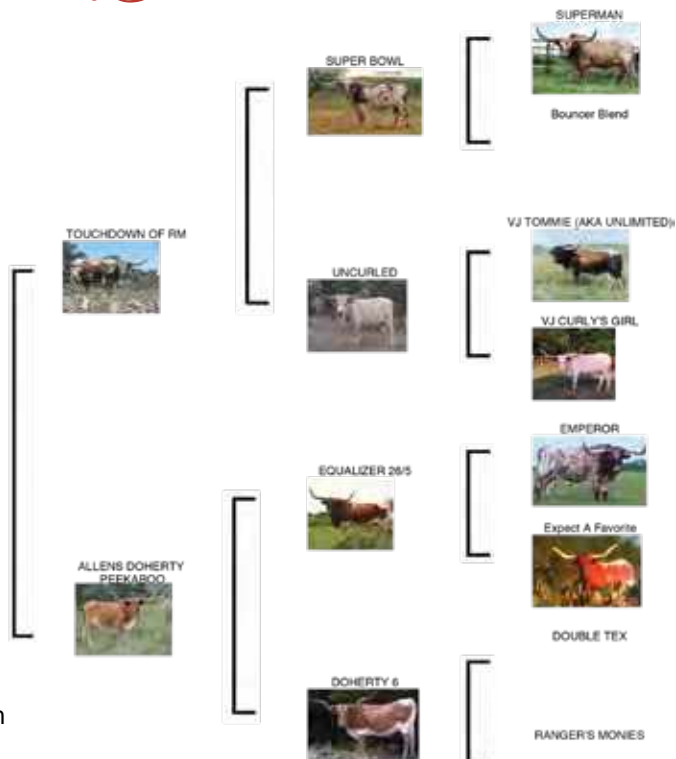 SUPERMAN
SUPER BOWL
Bouncer Blend
TOUCHDOWN OF RM
VJ TOMMIE (AKA UNLIMITED)
UNCURLED
VJ CURLY'S GIRL
EMPEROR
EQUALIZER 26/5
Expect A Favorite
ALLENS DOHERTY
PEEKABOO
DOUBLE TEX
DOHERTY 6
RANGER'S MONIES